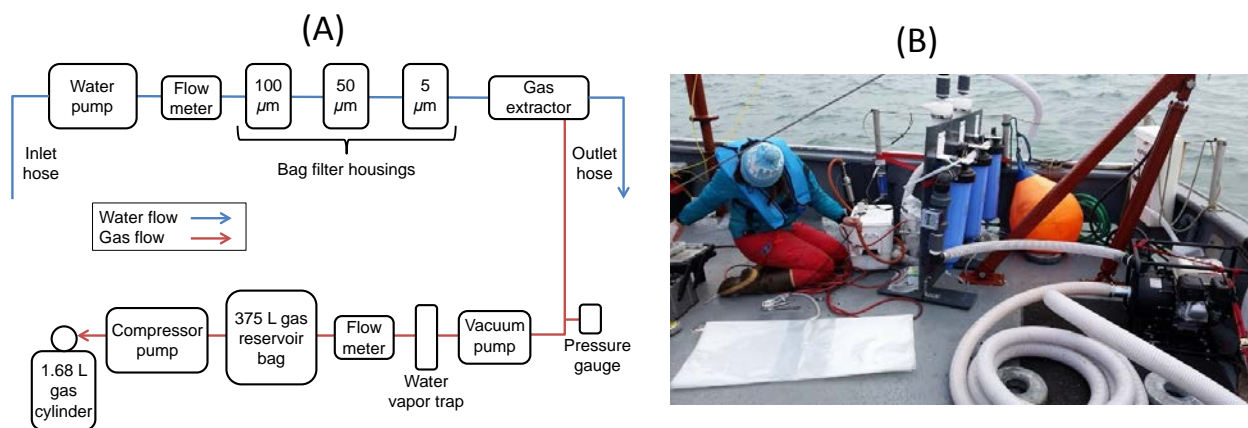 (A)
(B)
Water
pump
Flow
meter
100
µm
50
µm
5
µm
Gas
extractor
Inlet
hose
Bag filter housings
Outlet
hose
Water flow
Gas flow
1.68 L
gas
cylinder
Compressor
pump
375 L gas
reservoir
bag
Flow
meter
Water
vapor trap
Vacuum
pump
Pressure
gauge